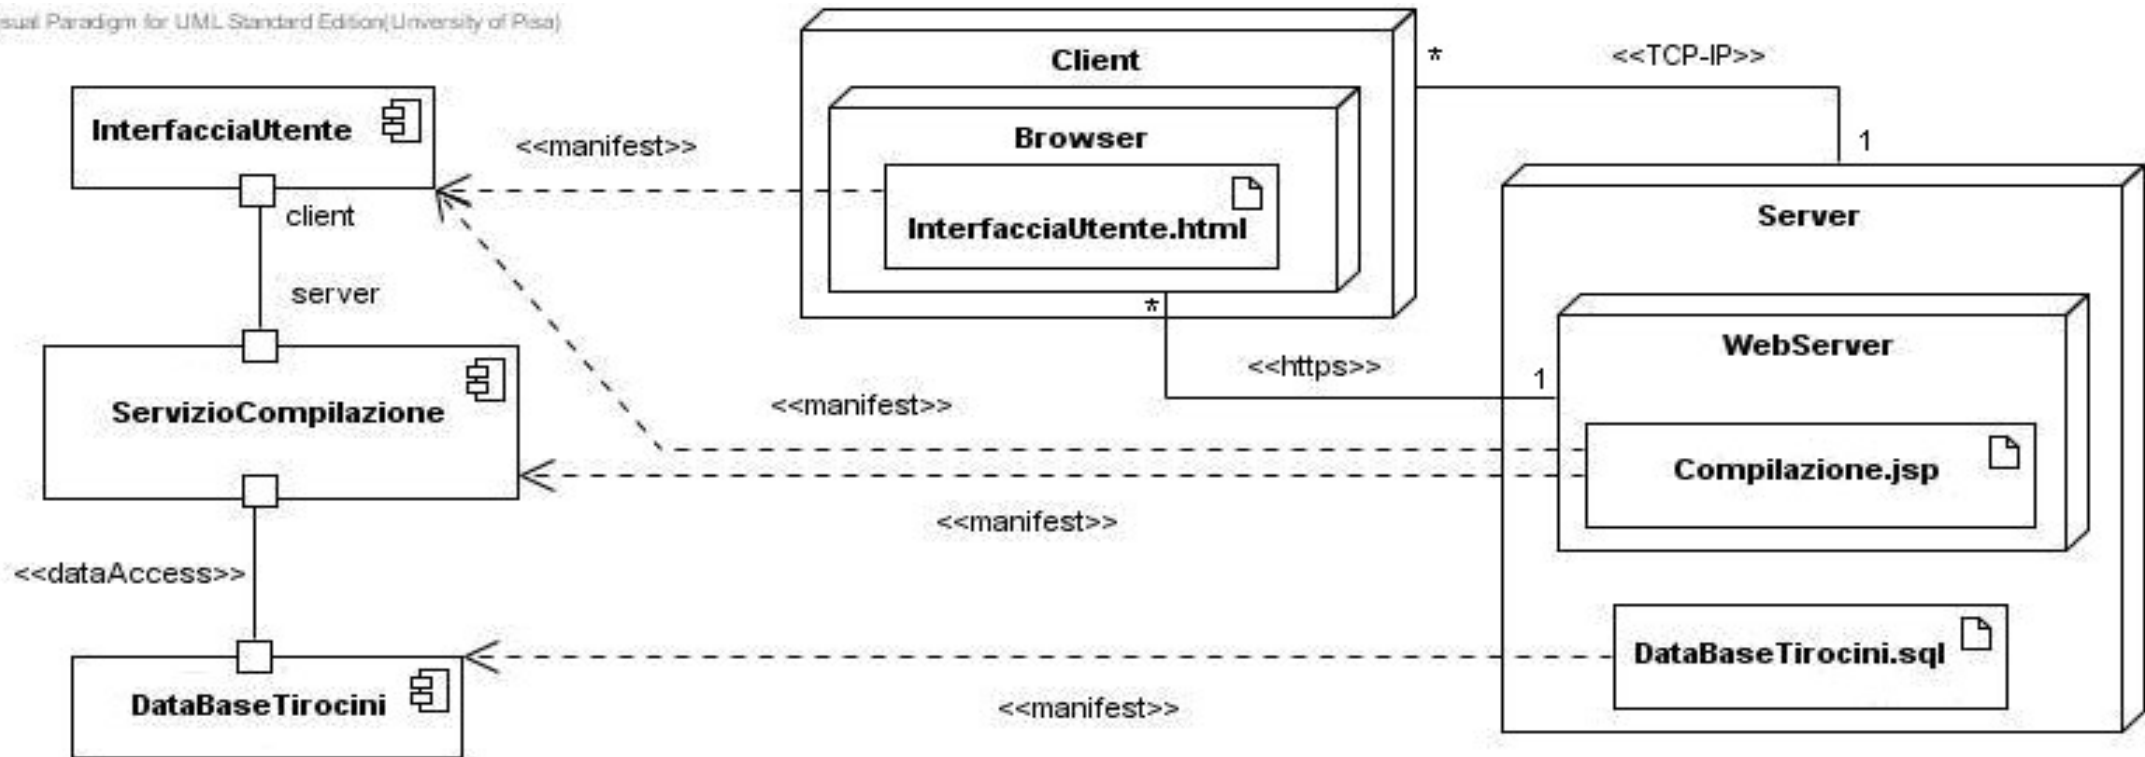 sual Paradigm for UML Standard Edition(Unversity of Pisa)
Client
*
<<TCP-IP>>
InterfacciaUtente
<<manifest>>
Browser
1
InterfacciaUtente.html
client
Server
server
*
<<https>>
1
WebServer
ServizioCompilazione
<<manifest>>
Compilazione.jsp
<<manifest>>
<<dataAccess>>
DataBaseTirocini.sql
DataBaseTirocini
<<manifest>>